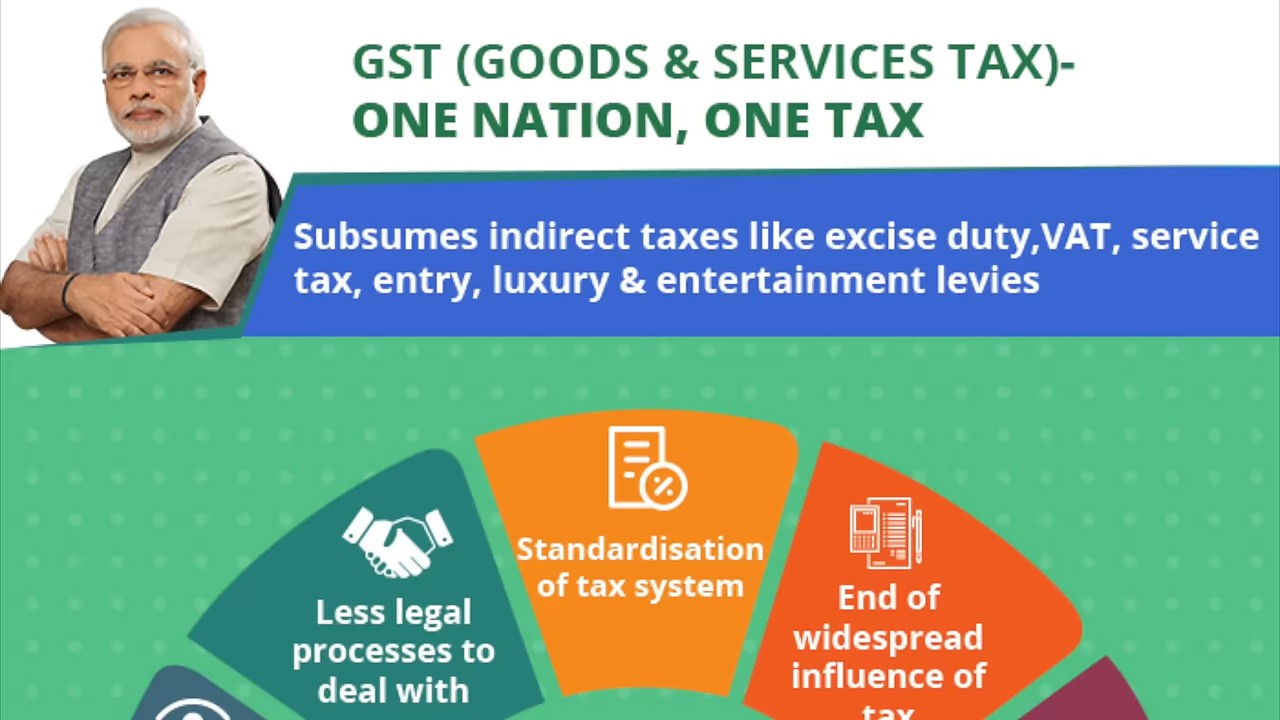 GST (GOODS & SERVICES TAX)-
ONE NATION, ONE TAX
Subsumes indirect taxes like excise duty,VAT, service
tax, entry, luxury & entertainment levies
Less legal
processes to
deal with
Standardisation
of tax system
End of
widespread
influence of
tax